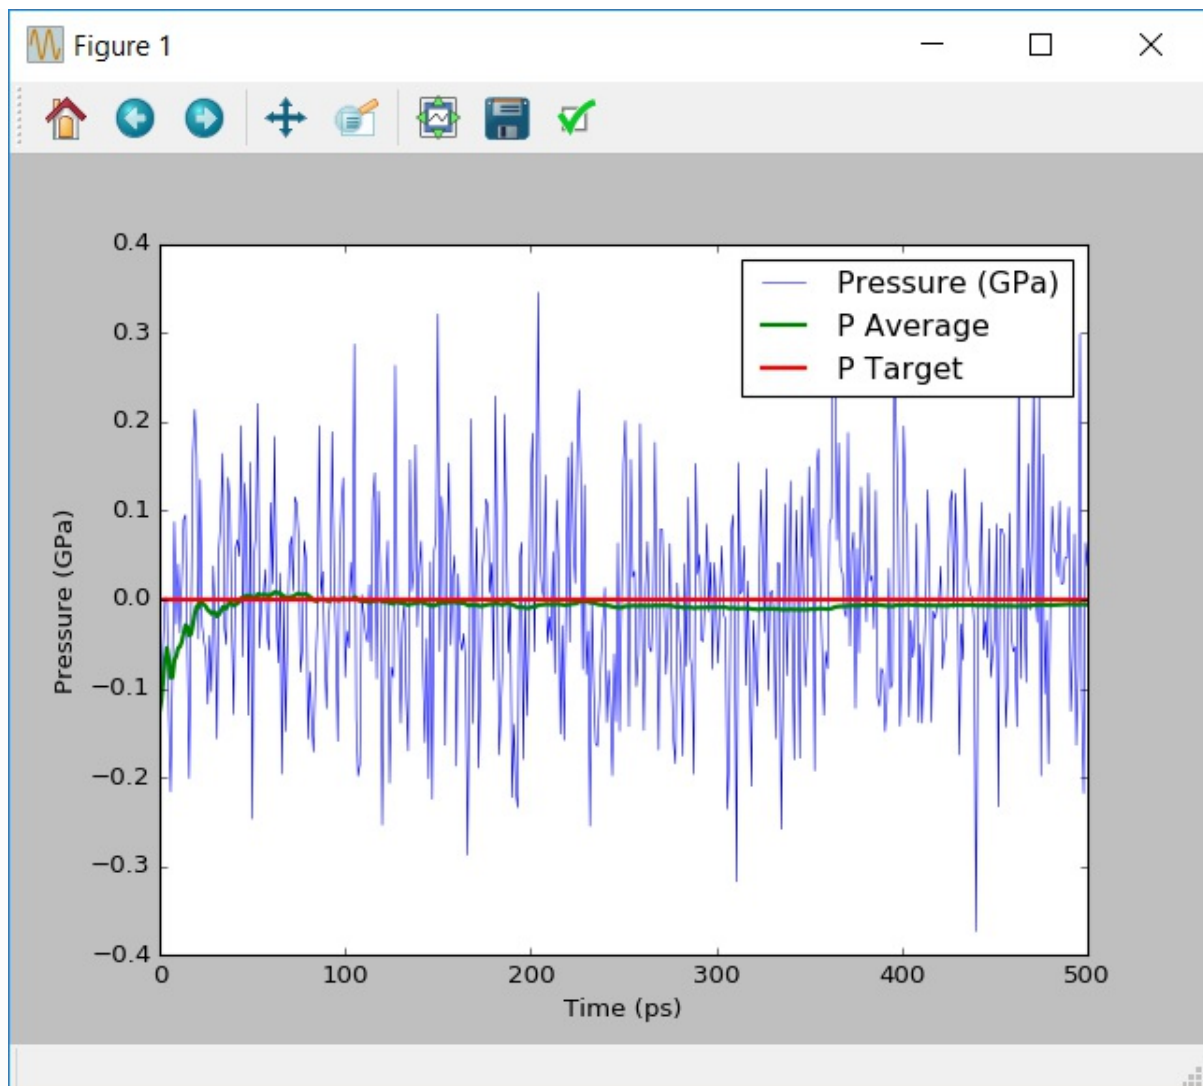 Figure 1
Pressure (GPa)
P Average
P Target
0.4
0.3
0.2
0.1
0.0
−0.1
−0.2
−0.3
−0.4
Pressure (GPa)
0 100 200 300 400 500
Time (ps)